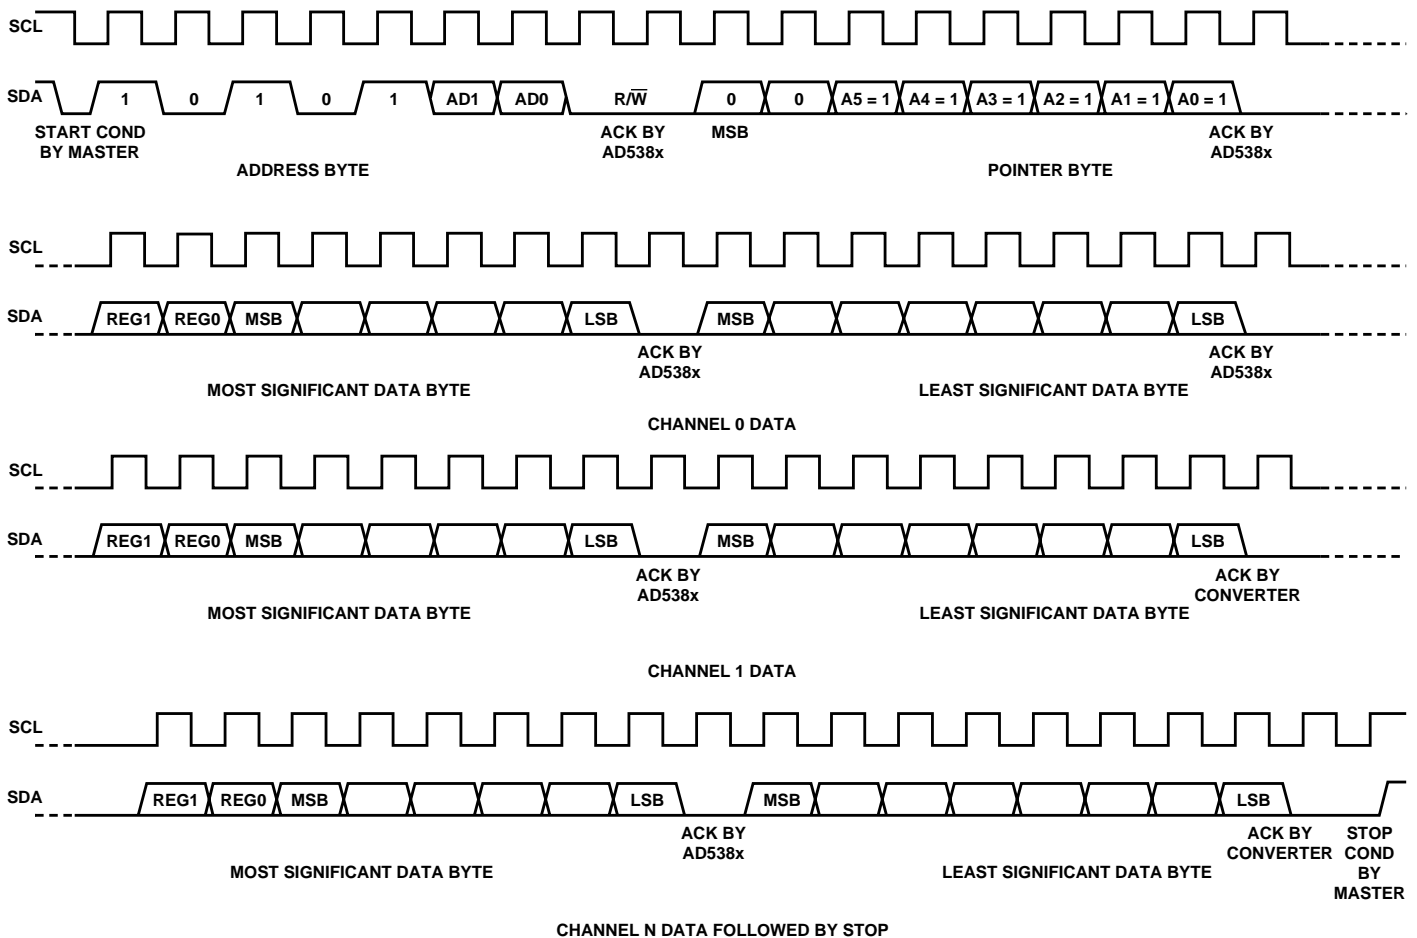 SCL
SDA 1 0 1 0 1 AD1 AD0 R/W̅ 0 0 A5 = 1 A4 = 1 A3 = 1 A2 = 1 A1 = 1 A0 = 1
START COND BY MASTER
ACK BY AD538x
MSB
ACK BY AD538x
ADDRESS BYTE
POINTER BYTE
SCL
SDA REG1 REG0 MSB LSB MSB LSB
ACK BY AD538x
ACK BY AD538x
MOST SIGNIFICANT DATA BYTE
LEAST SIGNIFICANT DATA BYTE
CHANNEL 0 DATA
SCL
SDA REG1 REG0 MSB LSB MSB LSB
ACK BY AD538x
ACK BY CONVERTER
MOST SIGNIFICANT DATA BYTE
LEAST SIGNIFICANT DATA BYTE
CHANNEL 1 DATA
SCL
SDA REG1 REG0 MSB LSB MSB LSB
ACK BY AD538x
ACK BY CONVERTER
STOP COND BY MASTER
MOST SIGNIFICANT DATA BYTE
LEAST SIGNIFICANT DATA BYTE
CHANNEL N DATA FOLLOWED BY STOP